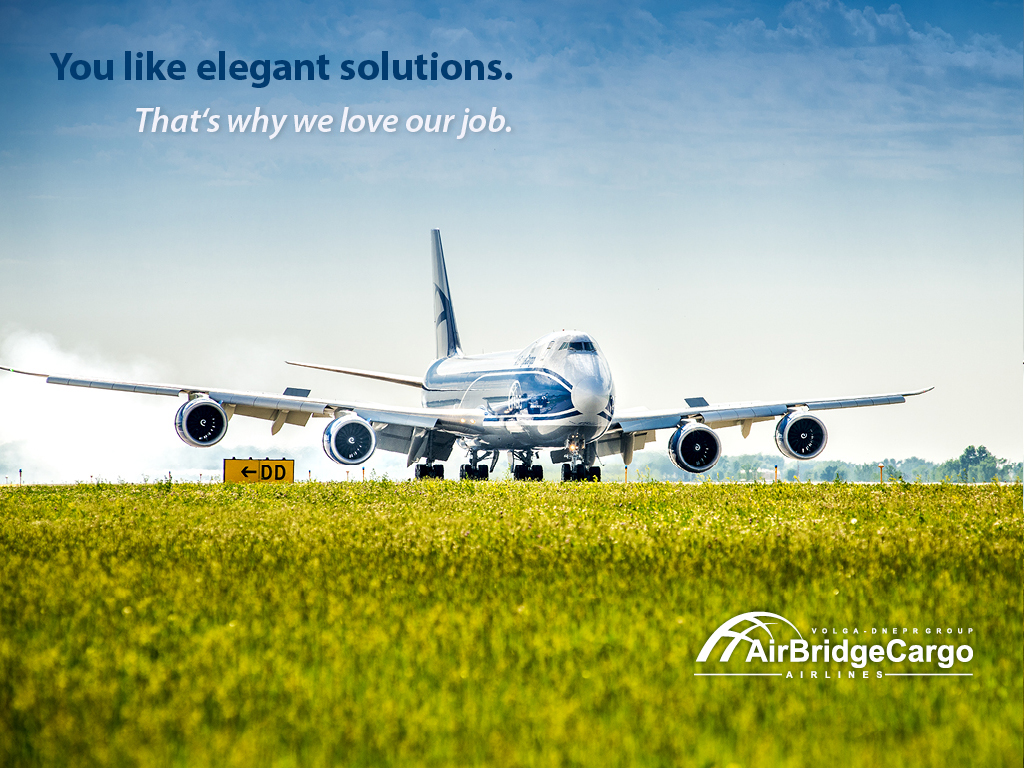 You like elegant solutions.
That‘s why we love our job.
←DD
VOLGA-DNEPR GROUP
AirBridgeCargo
AIRLINES